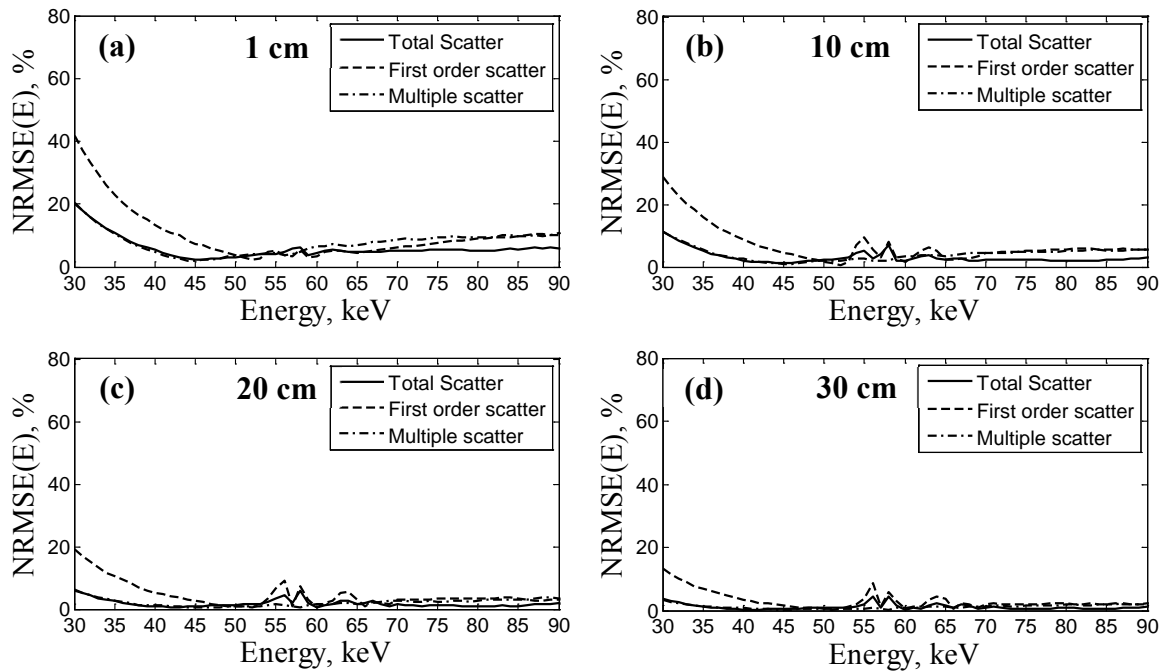 (a)
1 cm
Total Scatter
First order scatter
Multiple scatter
NRMSE(E), %
80
60
40
20
0
30 35 40 45 50 55 60 65 70 75 80 85 90
Energy, keV
(b)
10 cm
Total Scatter
First order scatter
Multiple scatter
NRMSE(E), %
80
60
40
20
0
30 35 40 45 50 55 60 65 70 75 80 85 90
Energy, keV
(c)
20 cm
Total Scatter
First order scatter
Multiple scatter
NRMSE(E), %
80
60
40
20
0
30 35 40 45 50 55 60 65 70 75 80 85 90
Energy, keV
(d)
30 cm
Total Scatter
First order scatter
Multiple scatter
NRMSE(E), %
80
60
40
20
0
30 35 40 45 50 55 60 65 70 75 80 85 90
Energy, keV